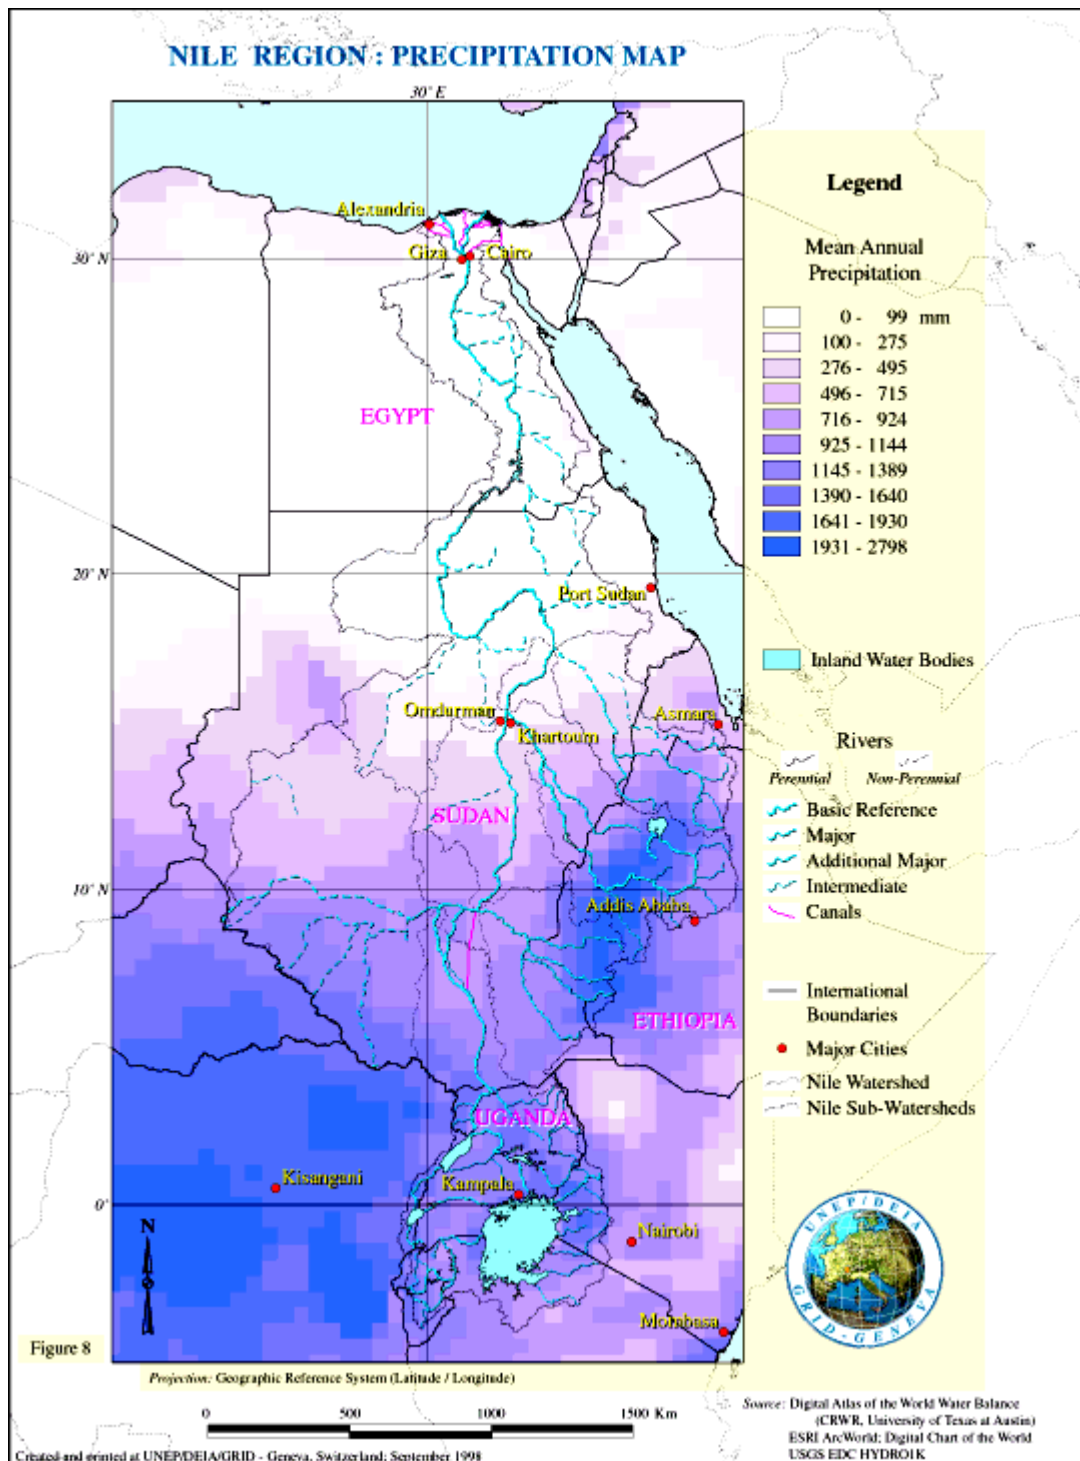 NILE REGION : PRECIPITATION MAP
30° E
Alexandria
Giza
Cairo
30° N
EGYPT
20° N
Port Sudan
Omdurman
Khartoum
Asmara
SUDAN
10° N
Addis Ababa
ETHIOPIA
UGANDA
Kisangani
Kampala
0°
N
Nairobi
Mombasa
Figure 8
Legend
Mean Annual
Precipitation
0 - 99 mm
100 - 275
276 - 495
496 - 715
716 - 924
925 - 1144
1145 - 1389
1390 - 1640
1641 - 1930
1931 - 2798
Inland Water Bodies
Rivers
Perennial Non-Perennial
Basic Reference
Major
Additional Major
Intermediate
Canals
International
Boundaries
Major Cities
Nile Watershed
Nile Sub-Watersheds
UNEP/DEIA
GRID-GENEVA
Projection: Geographic Reference System (Latitude / Longitude)
0 500 1000 1500 Km
Source: Digital Atlas of the World Water Balance
(CRWR, University of Texas at Austin)
ESRI ArcWorld; Digital Chart of the World
USGS EDC HYDRO1K
Created and printed at UNEP/DEIA/GRID - Geneva, Switzerland; September 1998